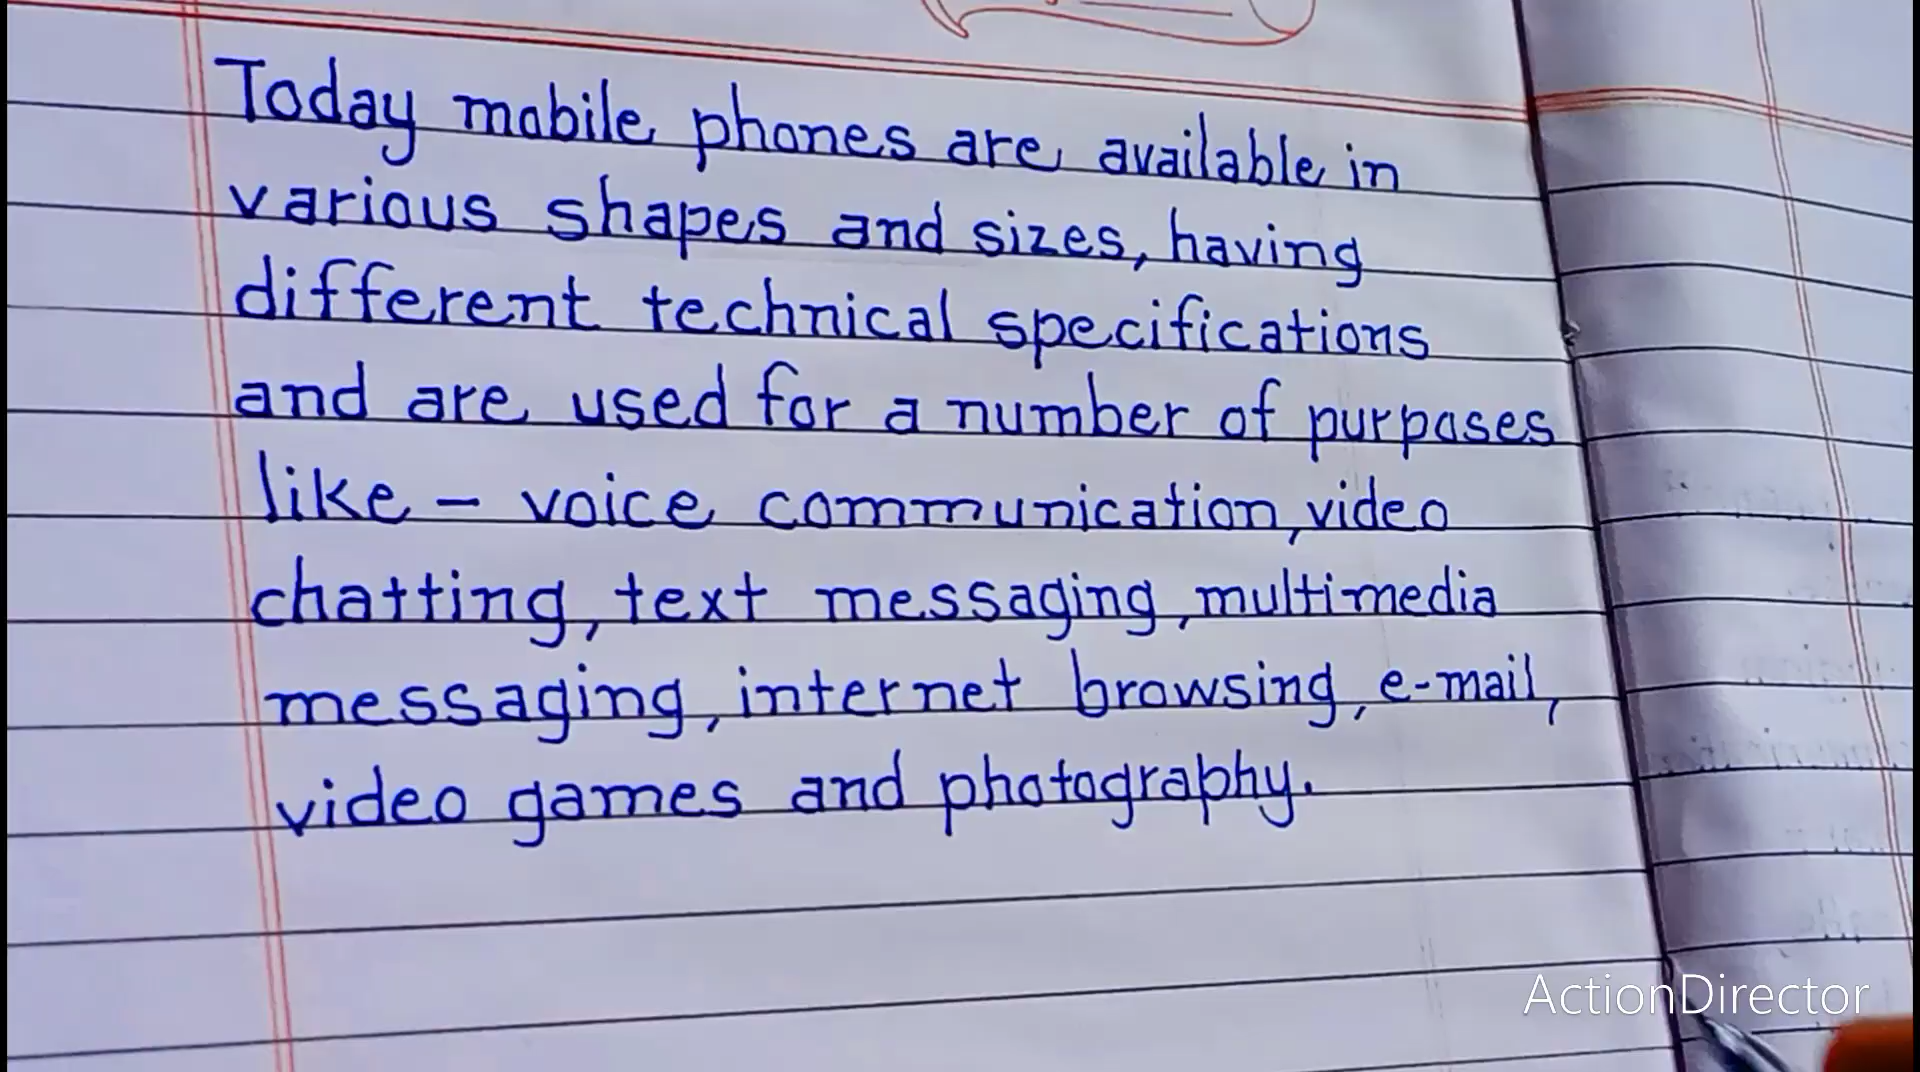 Today mobile phones are available in
various shapes and sizes, having
different technical specifications
and are used for a number of purposes
like - voice communication, video
chatting, text messaging, multimedia
messaging, internet browsing, e-mail,
video games and photography.
ActionDirector